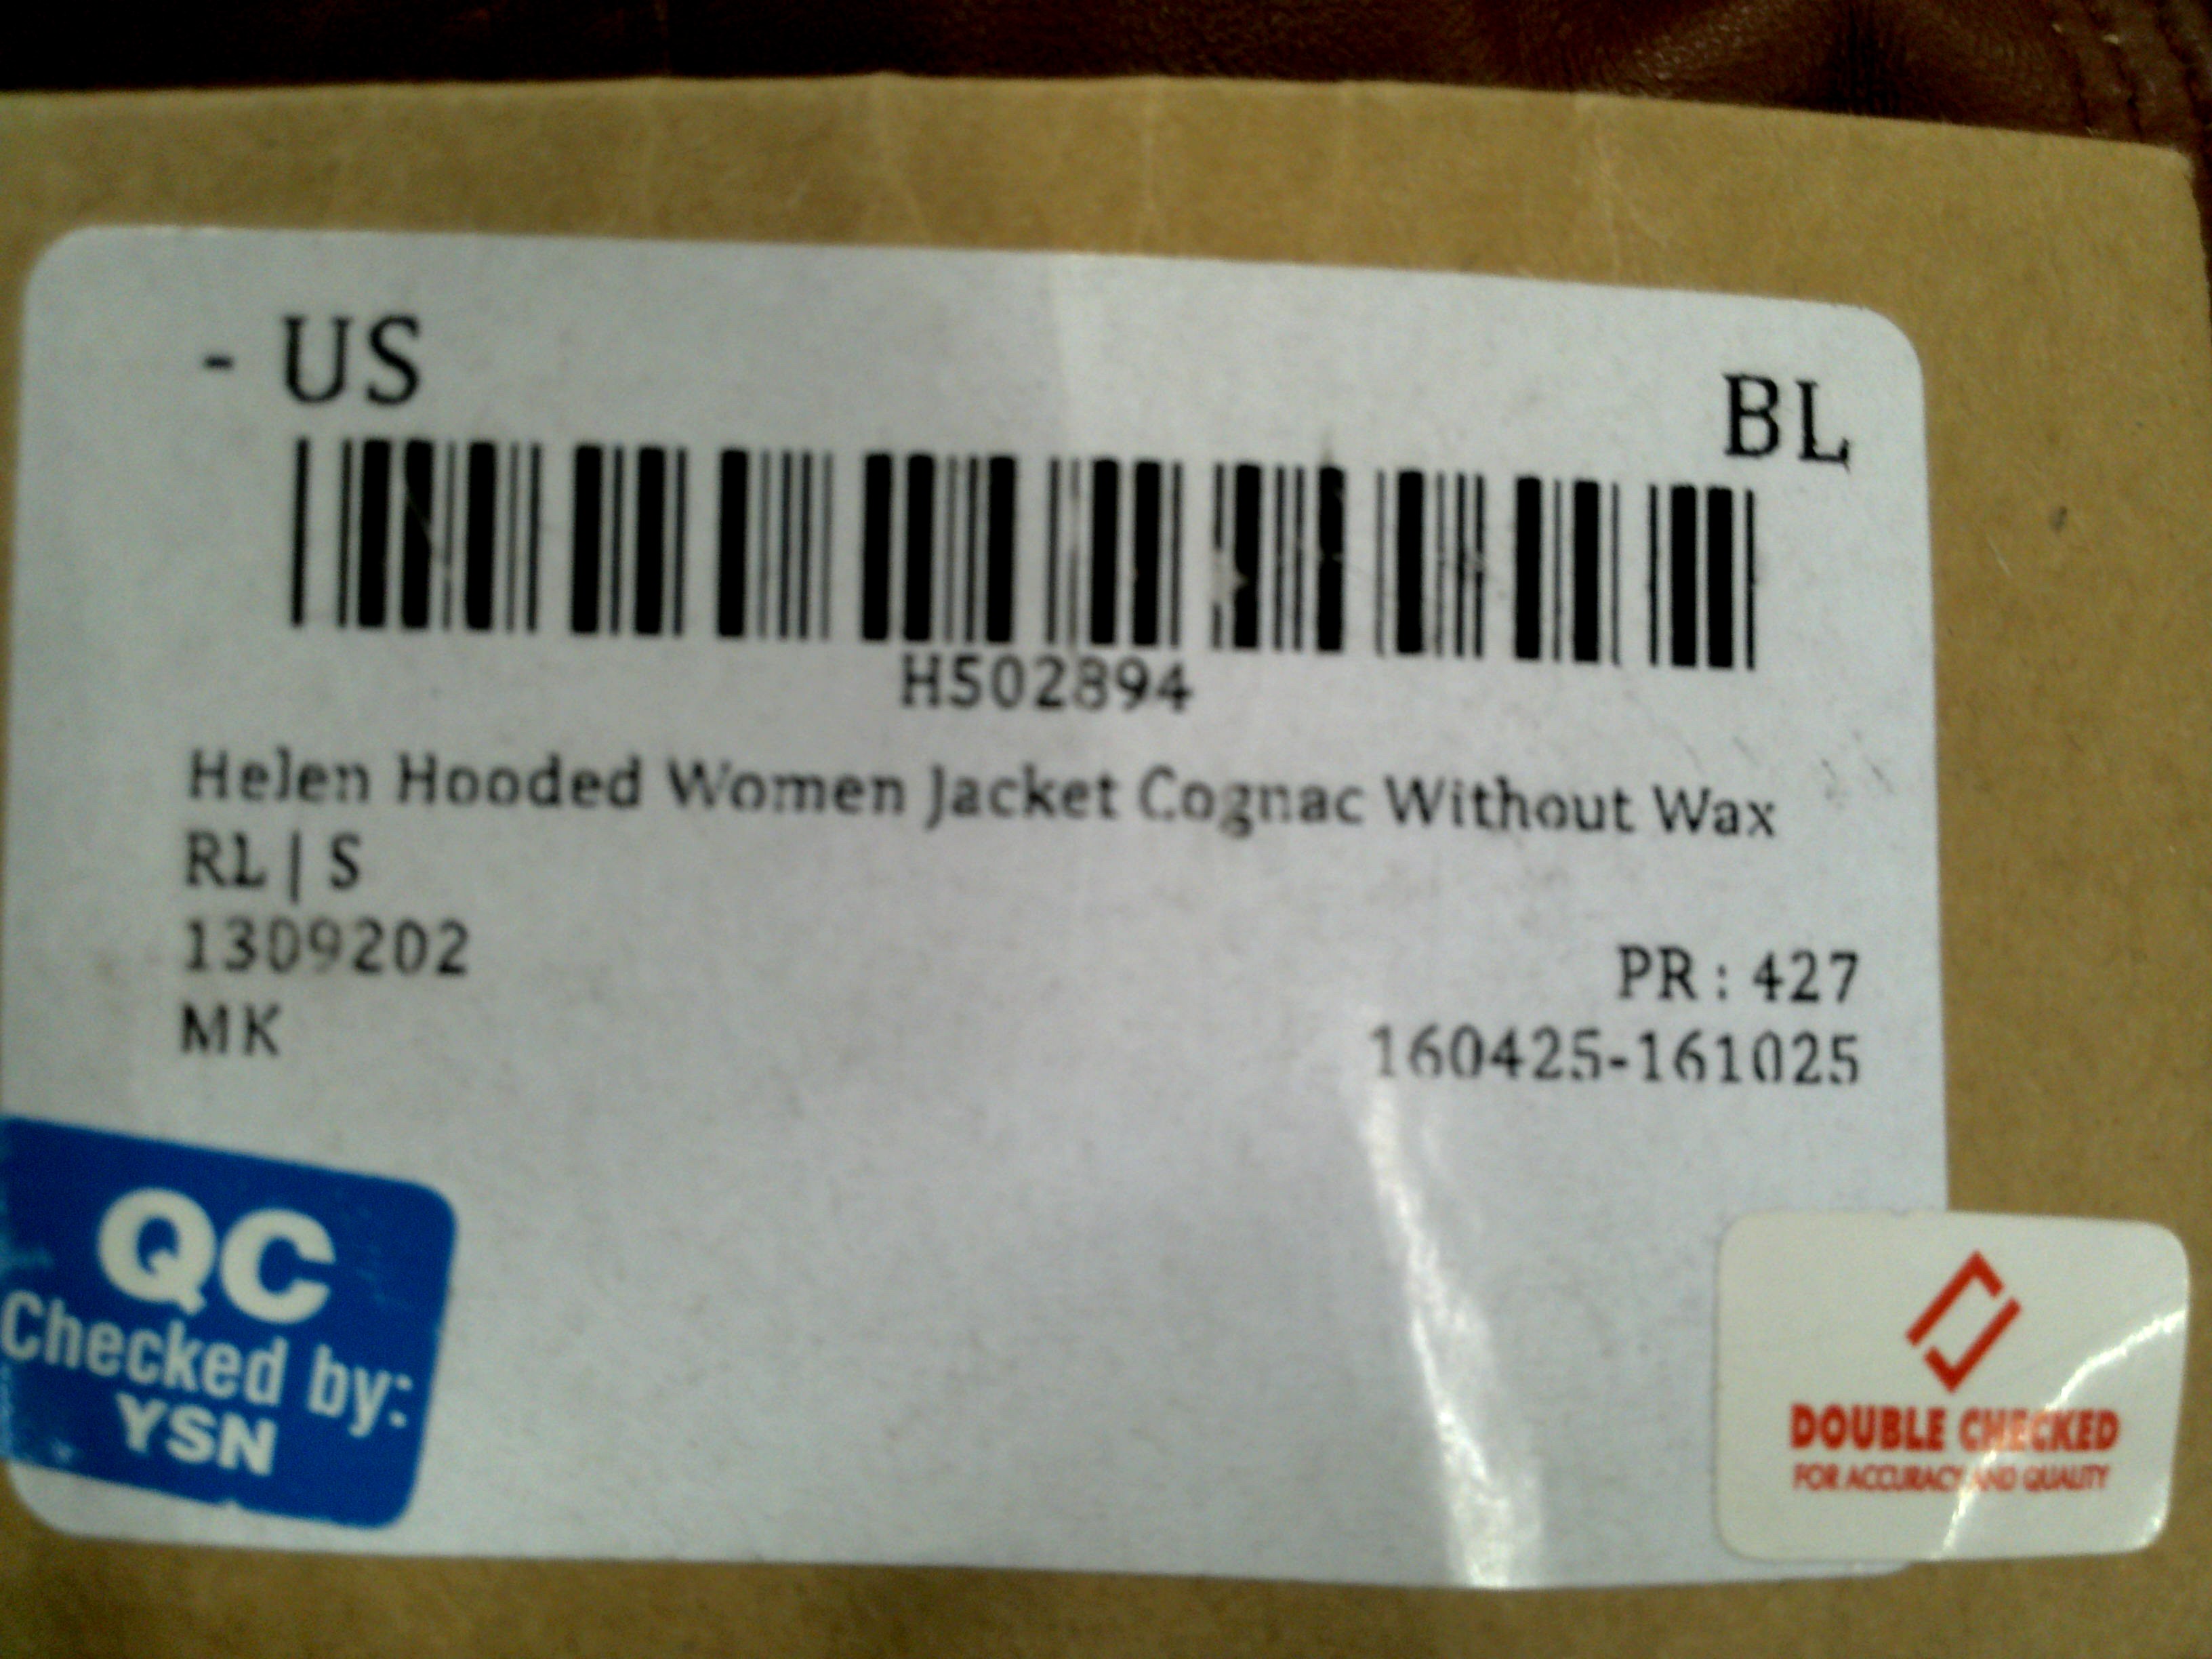 - US
BL
H502894
Helen Hooded Women Jacket Cognac Without Wax
RL | S
1309202
PR : 427
MK
160425-161025
QC
Checked by:
YSN
DOUBLE CHECKED
FOR ACCURACY AND QUALITY